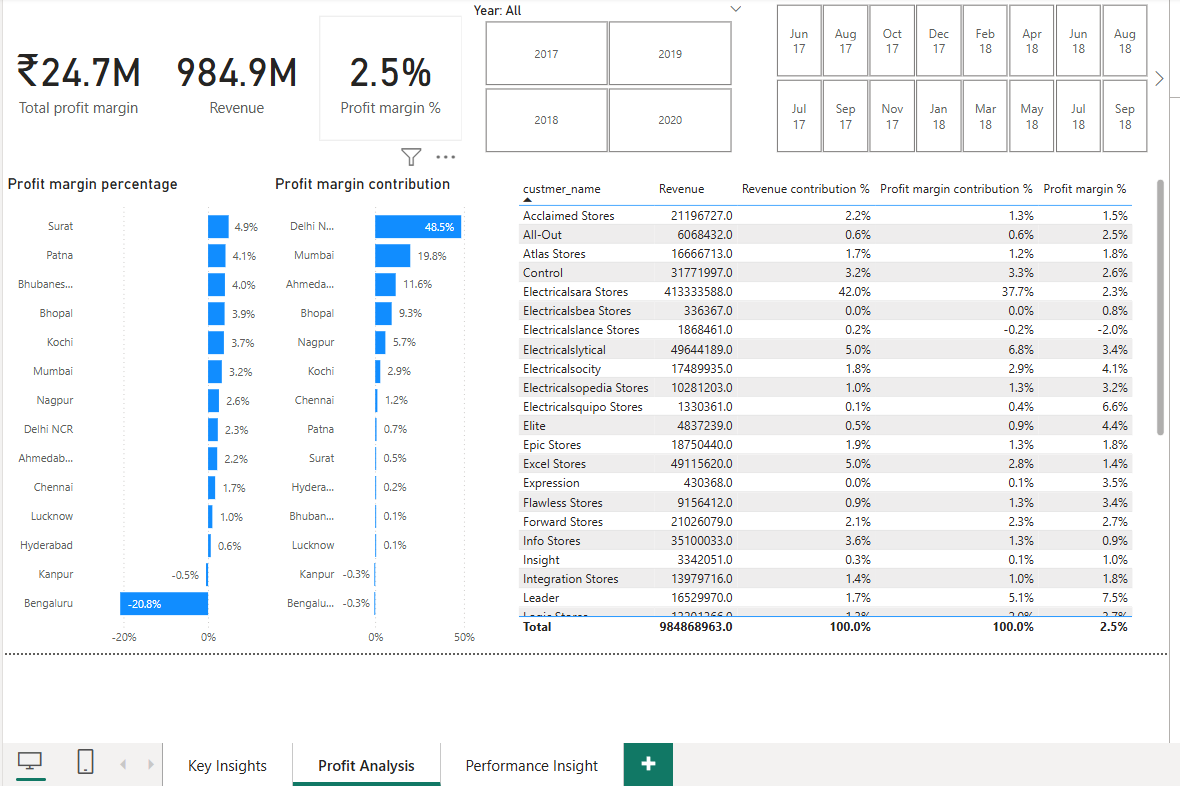 ₹24.7M
Total profit margin
984.9M
Revenue
2.5%
Profit margin %
Year: All
2017
2019
2018
2020
Jun 17
Aug 17
Oct 17
Dec 17
Feb 18
Apr 18
Jun 18
Aug 18
Jul 17
Sep 17
Nov 17
Jan 18
Mar 18
May 18
Jul 18
Sep 18
Profit margin percentage
Surat 4.9%
Patna 4.1%
Bhubanes... 4.0%
Bhopal 3.9%
Kochi 3.7%
Mumbai 3.2%
Nagpur 2.6%
Delhi NCR 2.3%
Ahmedab... 2.2%
Chennai 1.7%
Lucknow 1.0%
Hyderabad 0.6%
Kanpur -0.5%
Bengaluru -20.8%
-20% 0%
Profit margin contribution
Delhi N... 48.5%
Mumbai 19.8%
Ahmeda... 11.6%
Bhopal 9.3%
Nagpur 5.7%
Kochi 2.9%
Chennai 1.2%
Patna 0.7%
Surat 0.5%
Hydera... 0.2%
Bhuban... 0.1%
Lucknow 0.1%
Kanpur -0.3%
Bengalu... -0.3%
0% 50%
custmer_name Revenue Revenue contribution % Profit margin contribution % Profit margin %
Acclaimed Stores 21196727.0 2.2% 1.3% 1.5%
All-Out 6068432.0 0.6% 0.6% 2.5%
Atlas Stores 16666713.0 1.7% 1.2% 1.8%
Control 31771997.0 3.2% 3.3% 2.6%
Electricalsara Stores 413333588.0 42.0% 37.7% 2.3%
Electricalsbea Stores 336367.0 0.0% 0.0% 0.8%
Electricalslance Stores 1868461.0 0.2% -0.2% -2.0%
Electricalslytical 49644189.0 5.0% 6.8% 3.4%
Electricalsocity 17489935.0 1.8% 2.9% 4.1%
Electricalsopedia Stores 10281203.0 1.0% 1.3% 3.2%
Electricalsquipo Stores 1330361.0 0.1% 0.4% 6.6%
Elite 4837239.0 0.5% 0.9% 4.4%
Epic Stores 18750440.0 1.9% 1.3% 1.8%
Excel Stores 49115620.0 5.0% 2.8% 1.4%
Expression 430368.0 0.0% 0.1% 3.5%
Flawless Stores 9156412.0 0.9% 1.3% 3.4%
Forward Stores 21026079.0 2.1% 2.3% 2.7%
Info Stores 35100033.0 3.6% 1.3% 0.9%
Insight 3342051.0 0.3% 0.1% 1.0%
Integration Stores 13979716.0 1.4% 1.0% 1.8%
Leader 16529970.0 1.7% 5.1% 7.5%
Total 984868963.0 100.0% 100.0% 2.5%
Key Insights
Profit Analysis
Performance Insight